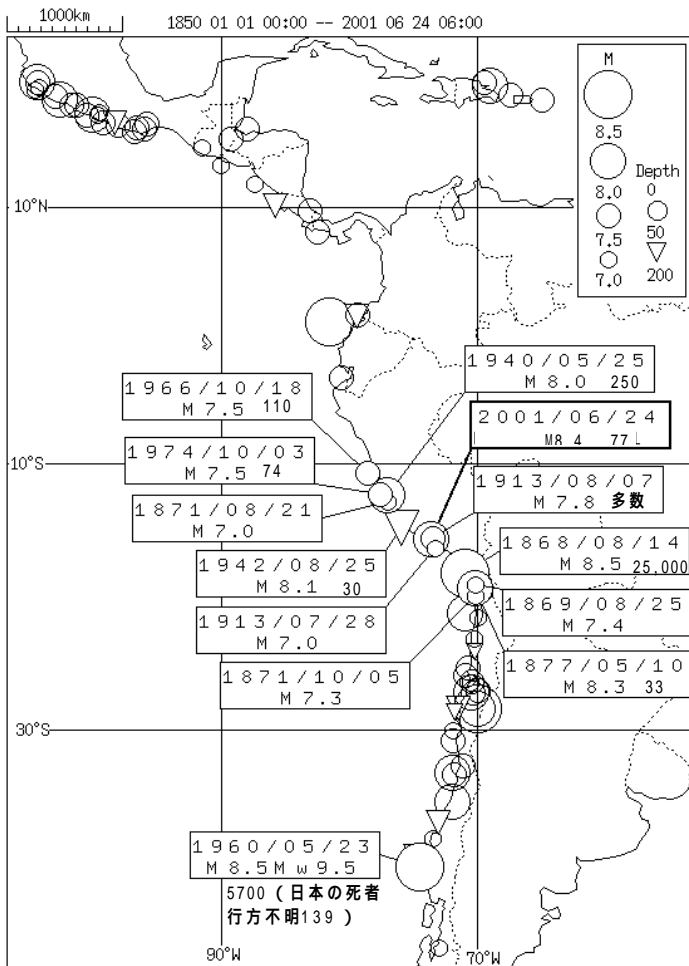 1000km
1850 01 01 00:00 -- 2001 06 24 06:00
M
8.5
8.0
7.5
7.0
Depth
0
50
200
10°N
1940/05/25
M 8.0 250
1966/10/18
M 7.5 110
2001/06/24
M8.4 77
10°S
1974/10/03
M 7.5 74
1913/08/07
M 7.8 多数
1871/08/21
M 7.0
1868/08/14
M 8.5 25,000
1942/08/25
M 8.1 30
1869/08/25
M 7.4
1913/07/28
M 7.0
1877/05/10
M 8.3 33
1871/10/05
M 7.3
30°S
1960/05/23
M 8.5 Mw 9.5
5700 (日本の死者
行方不明139)
90°W
70°W